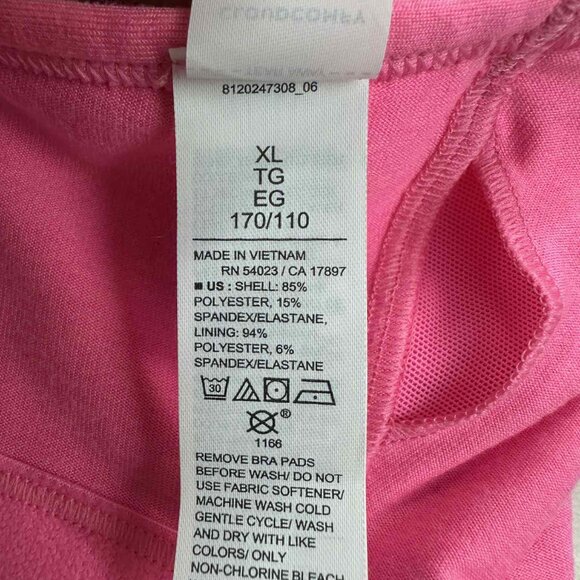 CLOUDCOMFY
8120247308_06
XL
TG
EG
170/110
MADE IN VIETNAM
RN 54023 / CA 17897
■ US : SHELL: 85%
POLYESTER, 15%
SPANDEX/ELASTANE,
LINING: 94%
POLYESTER, 6%
SPANDEX/ELASTANE
30
®
1166
REMOVE BRA PADS
BEFORE WASH/ DO NOT
USE FABRIC SOFTENER/
MACHINE WASH COLD
GENTLE CYCLE/ WASH
AND DRY WITH LIKE
COLORS/ ONLY
NON-CHLORINE BLEACH